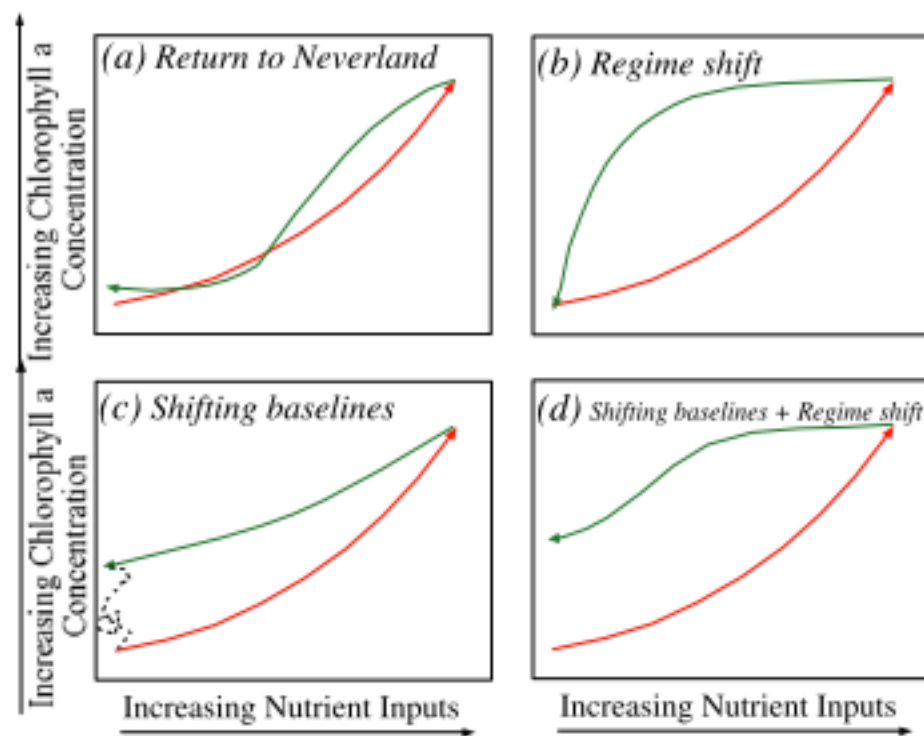 (a) Return to Neverland
(b) Regime shift
Increasing Chlorophyll a
Concentration
(c) Shifting baselines
(d) Shifting baselines + Regime shift
Increasing Chlorophyll a
Concentration
Increasing Nutrient Inputs
Increasing Nutrient Inputs